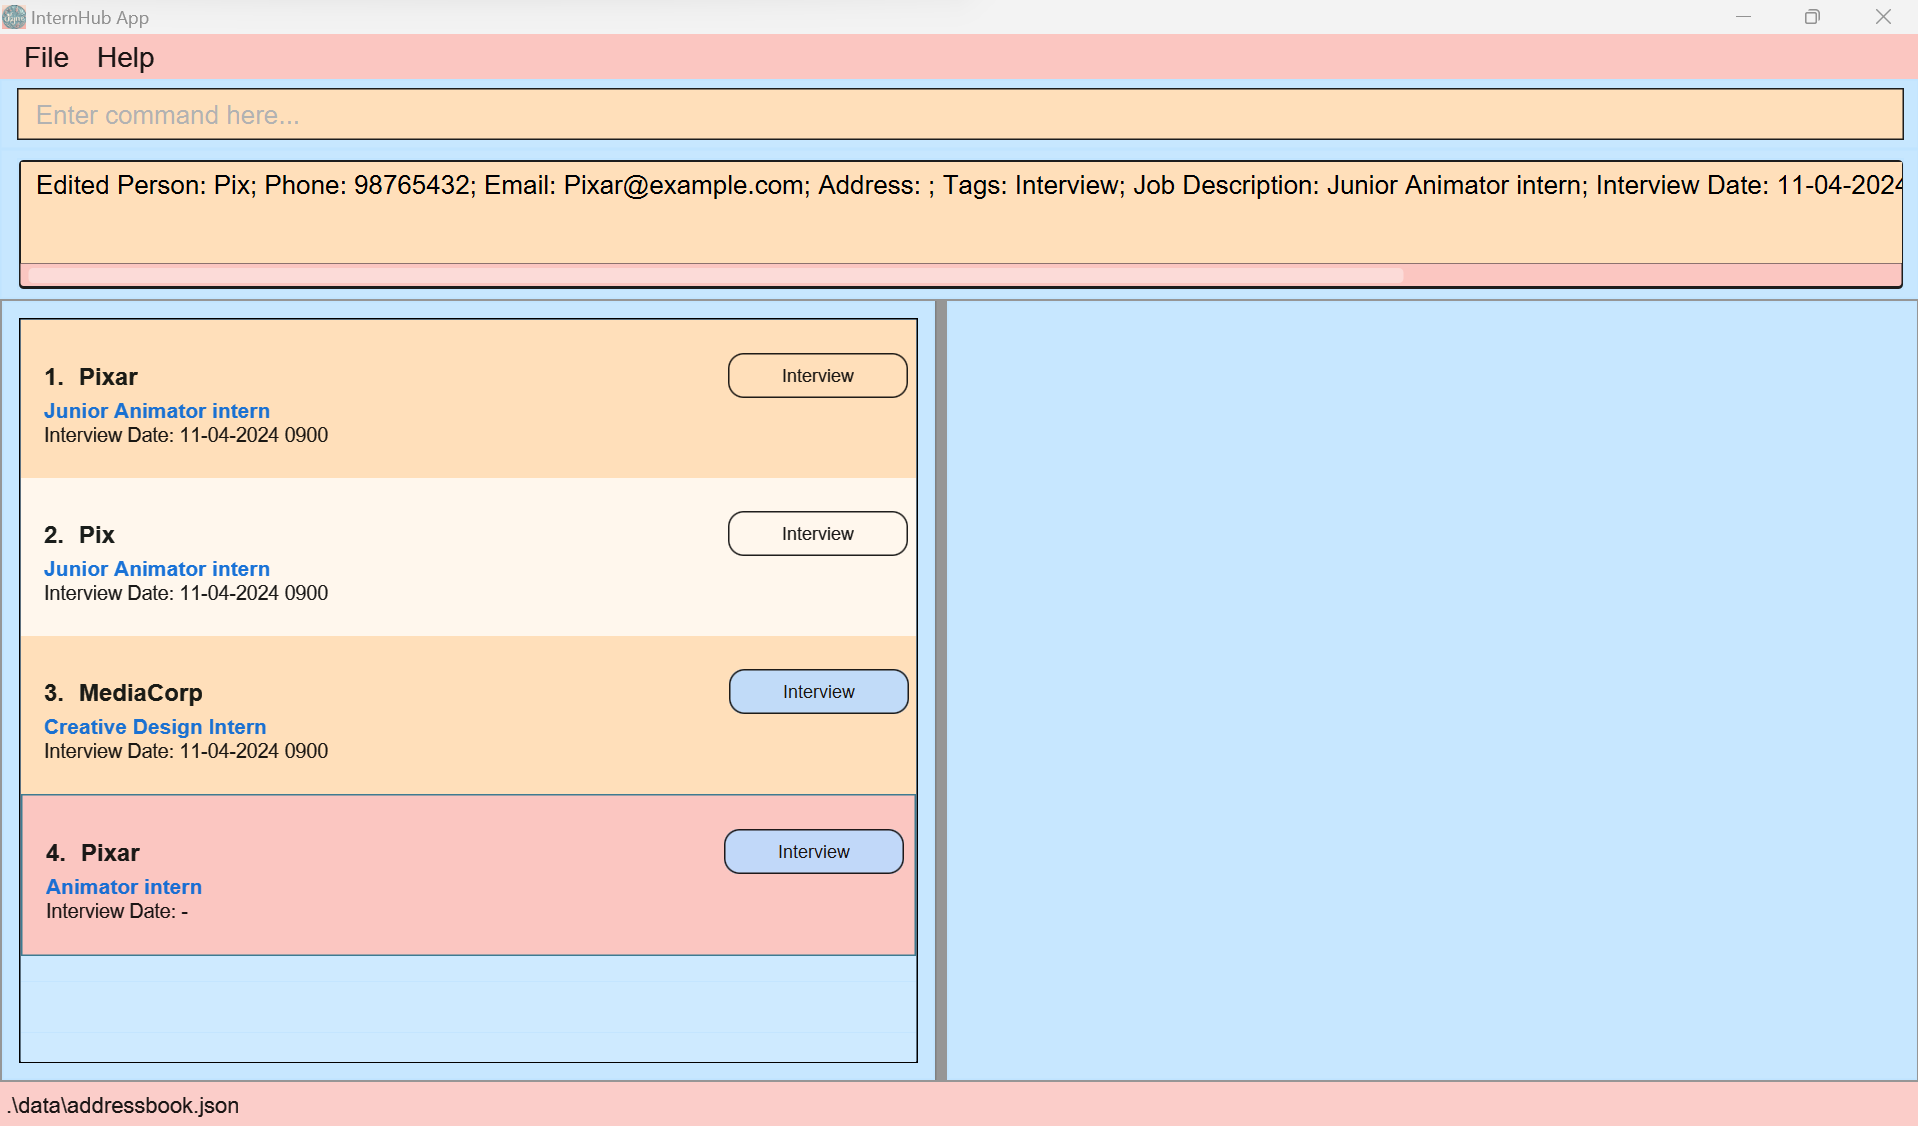 InternHub App
File Help
Enter command here...
Edited Person: Pix; Phone: 98765432; Email: Pixar@example.com; Address: ; Tags: Interview; Job Description: Junior Animator intern; Interview Date: 11-04-2024
1. Pixar
Interview
Junior Animator intern
Interview Date: 11-04-2024 0900
2. Pix
Interview
Junior Animator intern
Interview Date: 11-04-2024 0900
3. MediaCorp
Interview
Creative Design Intern
Interview Date: 11-04-2024 0900
4. Pixar
Interview
Animator intern
Interview Date: -
.\data\addressbook.json